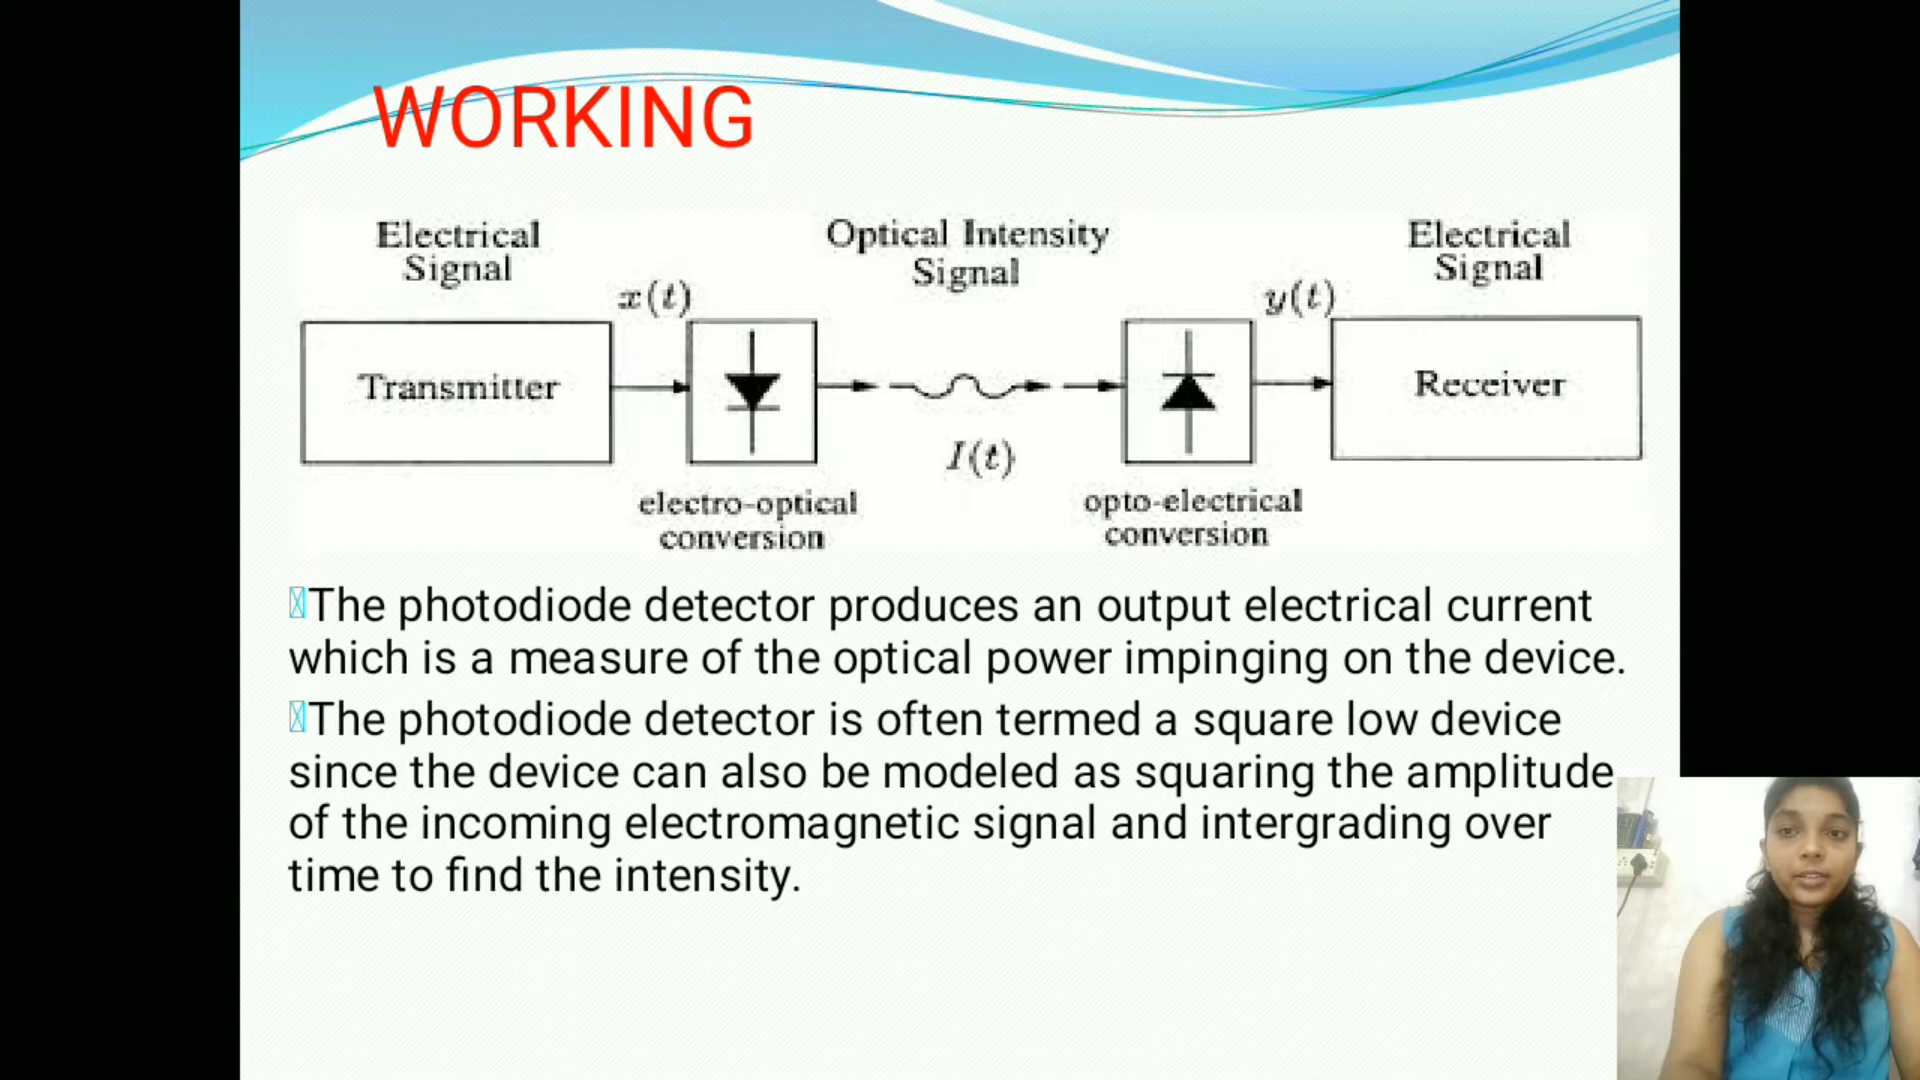 WORKING
Electrical Signal
Optical Intensity Signal
Electrical Signal
x(t)
y(t)
Transmitter
Receiver
I(t)
electro-optical conversion
opto-electrical conversion
The photodiode detector produces an output electrical current
which is a measure of the optical power impinging on the device.
The photodiode detector is often termed a square low device
since the device can also be modeled as squaring the amplitude
of the incoming electromagnetic signal and intergrading over
time to find the intensity.